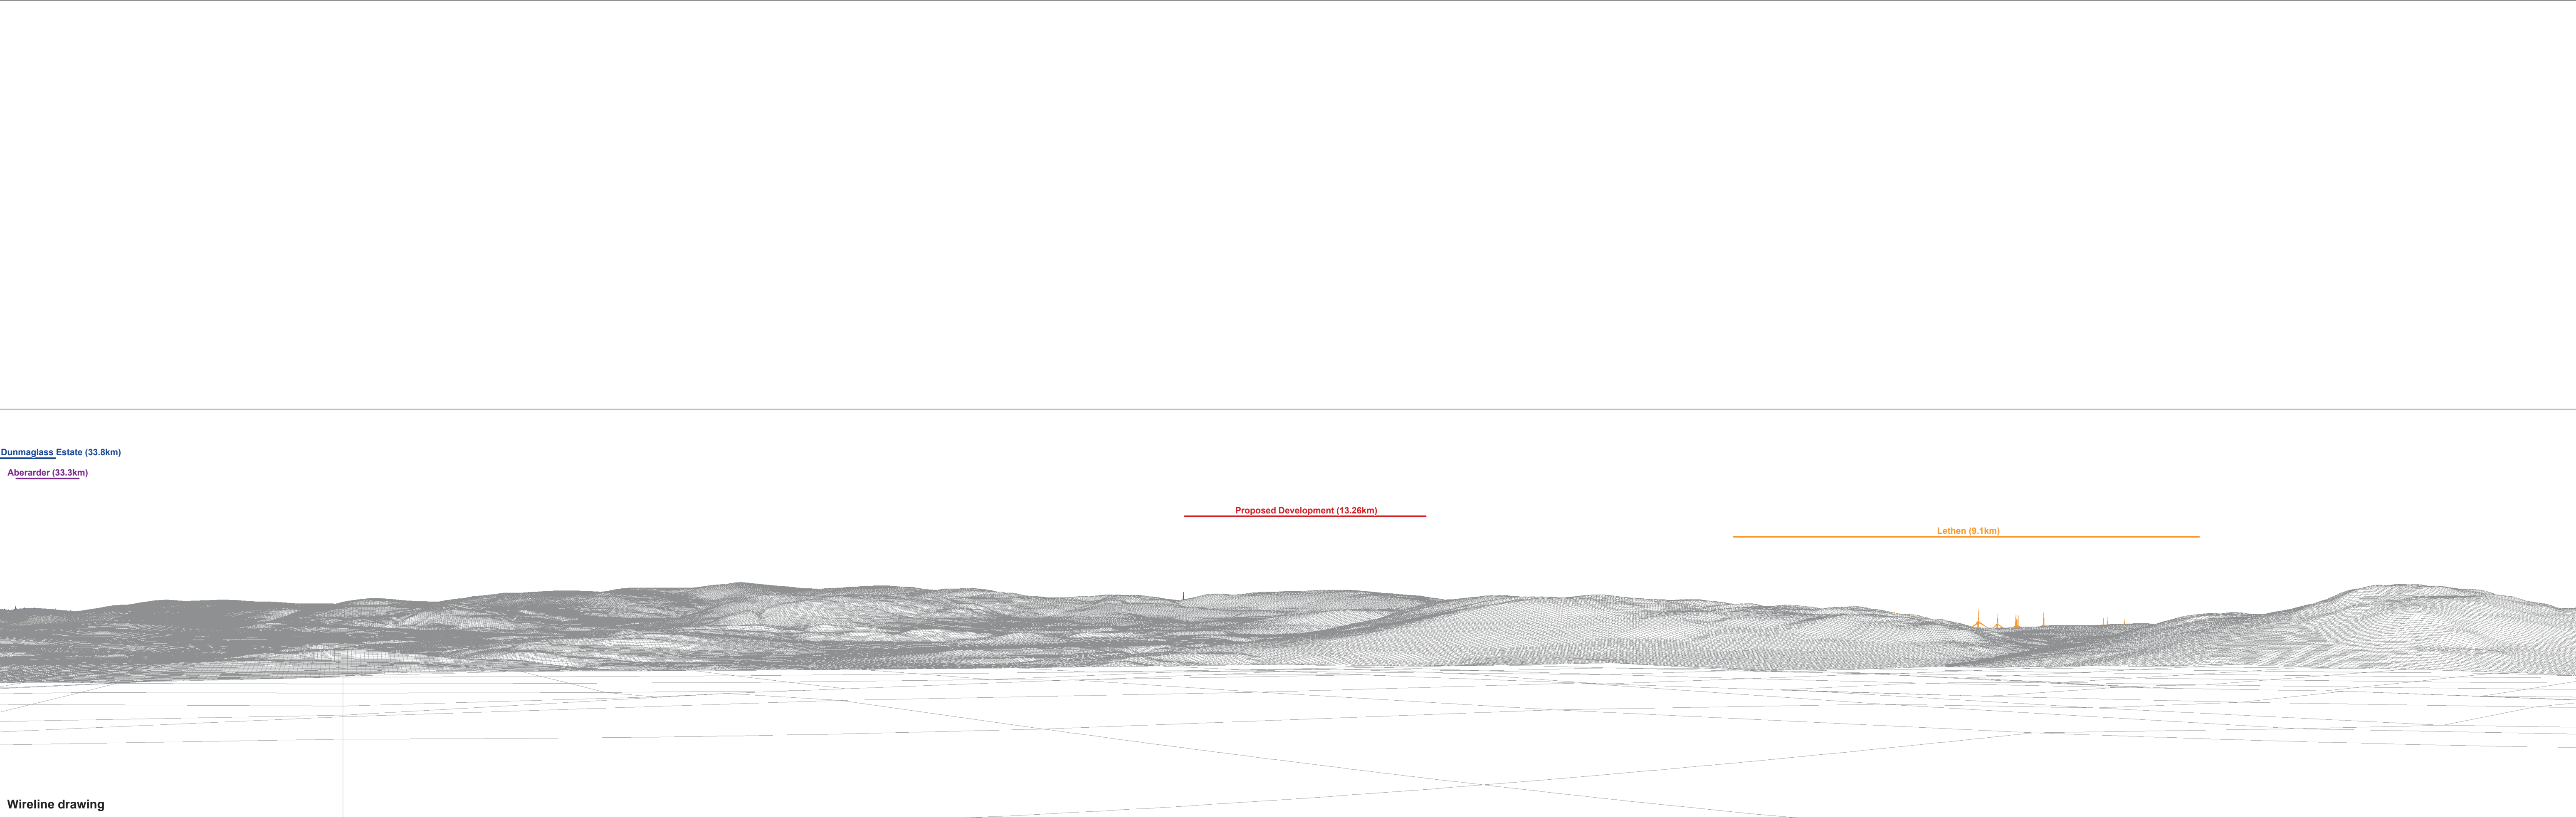 Dunmaglass Estate (33.8km)
Aberarder (33.3km)
Proposed Development (13.26km)
Lethen (9.1km)
Wireline drawing